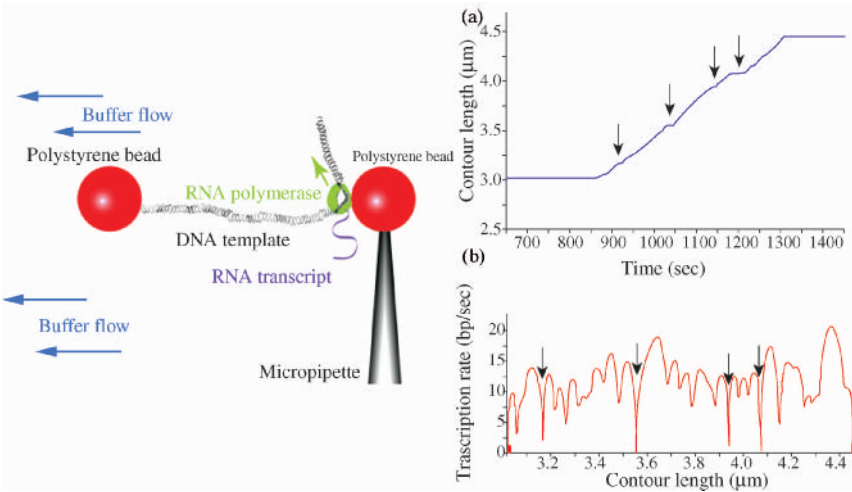 Buffer flow
Polystyrene bead
RNA polymerase
Polystyrene bead
DNA template
RNA transcript
Buffer flow
Micropipette
(a)
Contour length (μm)
4.5
4.0
3.5
3.0
2.5
700 800 900 1000 1100 1200 1300 1400
Time (sec)
(b)
Trascription rate (bp/sec)
20
15
10
5
0
3.2 3.4 3.6 3.8 4.0 4.2 4.4
Contour length (μm)